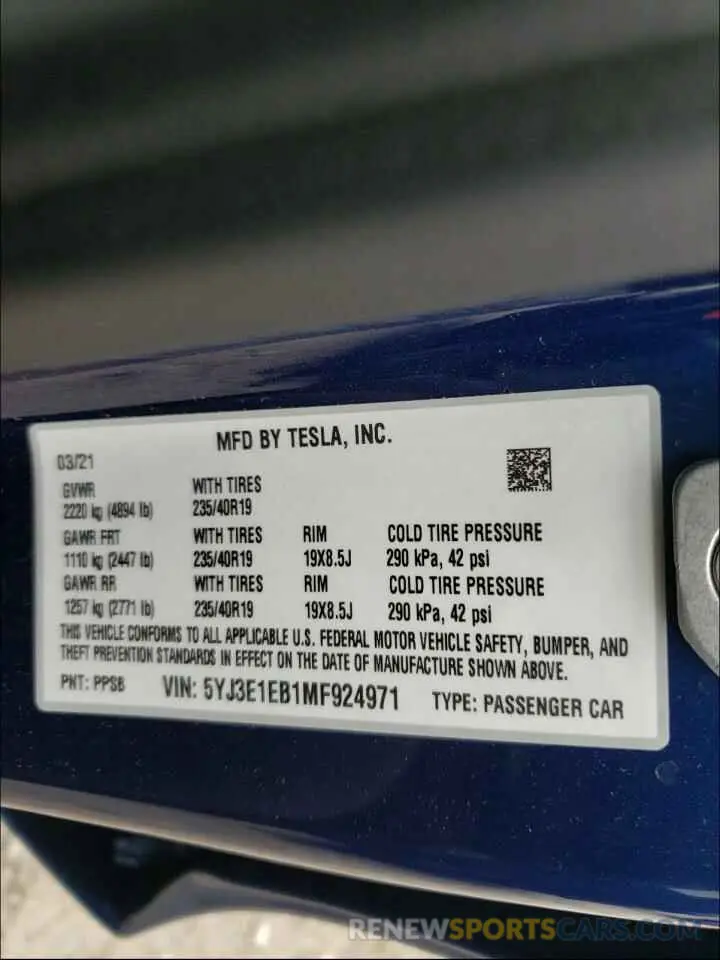 MFD BY TESLA, INC.
03/21
GVWR WITH TIRES
2220 kg (4894 lb) 235/40R19
GAWR FRT WITH TIRES RIM COLD TIRE PRESSURE
1110 kg (2447 lb) 235/40R19 19X8.5J 290 kPa, 42 psi
GAWR RR WITH TIRES RIM COLD TIRE PRESSURE
1257 kg (2771 lb) 235/40R19 19X8.5J 290 kPa, 42 psi
THIS VEHICLE CONFORMS TO ALL APPLICABLE U.S. FEDERAL MOTOR VEHICLE SAFETY, BUMPER, AND
THEFT PREVENTION STANDARDS IN EFFECT ON THE DATE OF MANUFACTURE SHOWN ABOVE.
PNT: PPSB VIN: 5YJ3E1EB1MF924971 TYPE: PASSENGER CAR
RENEWSPORTSCARS.COM